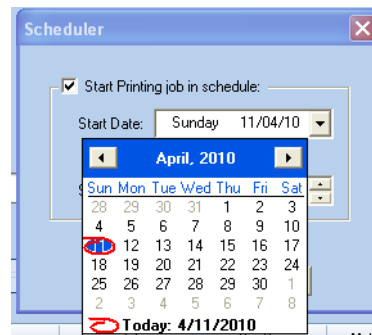 Scheduler
Start Printing job in schedule:
Start Date: Sunday 11/04/10
April, 2010
Sun Mon Tue Wed Thu Fri Sat
28 29 30 31 1 2 3
4 5 6 7 8 9 10
11 12 13 14 15 16 17
18 19 20 21 22 23 24
25 26 27 28 29 30 1
2 3 4 5 6 7 8
Today: 4/11/2010